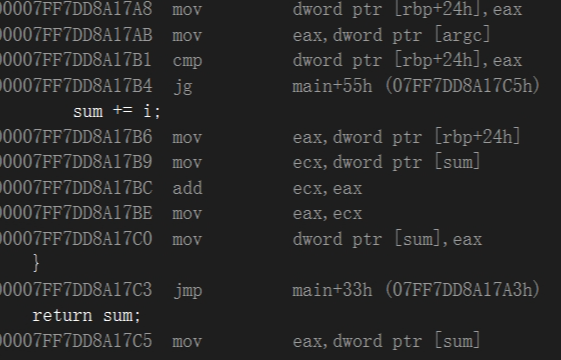 00007FF7DD8A17A8  mov         dword ptr [rbp+24h],eax
00007FF7DD8A17AB  mov         eax,dword ptr [argc]
00007FF7DD8A17B1  cmp         dword ptr [rbp+24h],eax
00007FF7DD8A17B4  jg          main+55h (07FF7DD8A17C5h)
        sum += i;
00007FF7DD8A17B6  mov         eax,dword ptr [rbp+24h]
00007FF7DD8A17B9  mov         ecx,dword ptr [sum]
00007FF7DD8A17BC  add         ecx,eax
00007FF7DD8A17BE  mov         eax,ecx
00007FF7DD8A17C0  mov         dword ptr [sum],eax
    }
00007FF7DD8A17C3  jmp         main+33h (07FF7DD8A17A3h)
    return sum;
00007FF7DD8A17C5  mov         eax,dword ptr [sum]